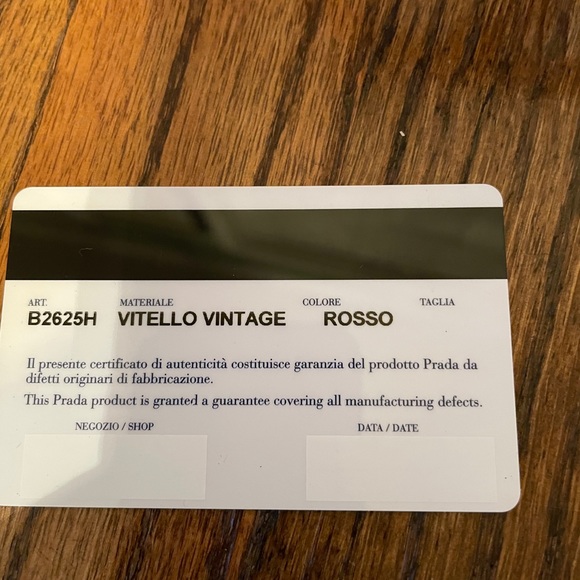 ART. MATERIALE COLORE TAGLIA
B2625H VITELLO VINTAGE ROSSO
Il presente certificato di autenticità costituisce garanzia del prodotto Prada da
difetti originari di fabbricazione.
This Prada product is granted a guarantee covering all manufacturing defects.
NEGOZIO / SHOP DATA / DATE